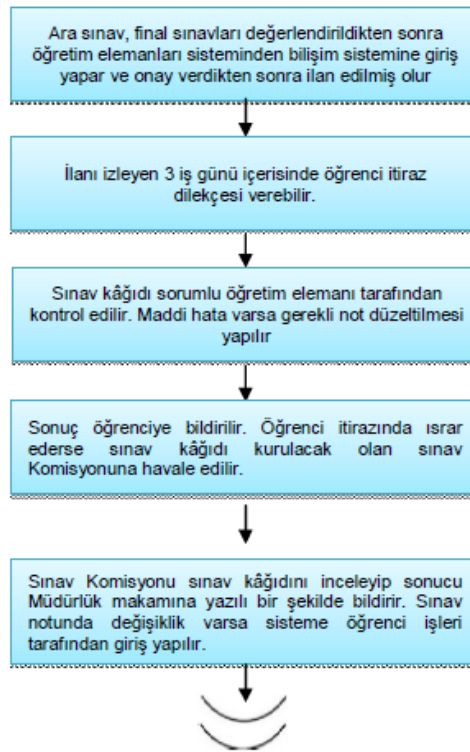 Ara sınav, final sınavları değerlendirildikten sonra
öğretim elemanları sisteminden bilişim sistemine giriş
yapar ve onay verdikten sonra ilan edilmiş olur
İlanı izleyen 3 iş günü içerisinde öğrenci itiraz
dilekçesi verebilir.
Sınav kâğıdı sorumlu öğretim elemanı tarafından
kontrol edilir. Maddi hata varsa gerekli not düzeltilmesi
yapılır
Sonuç öğrenciye bildirilir. Öğrenci itirazında ısrar
ederse sınav kâğıdı kurulacak olan sınav
Komisyonuna havale edilir.
Sınav Komisyonu sınav kâğıdını inceleyip sonucu
Müdürlük makamına yazılı bir şekilde bildirir. Sınav
notunda değişiklik varsa sisteme öğrenci işleri
tarafından giriş yapılır.